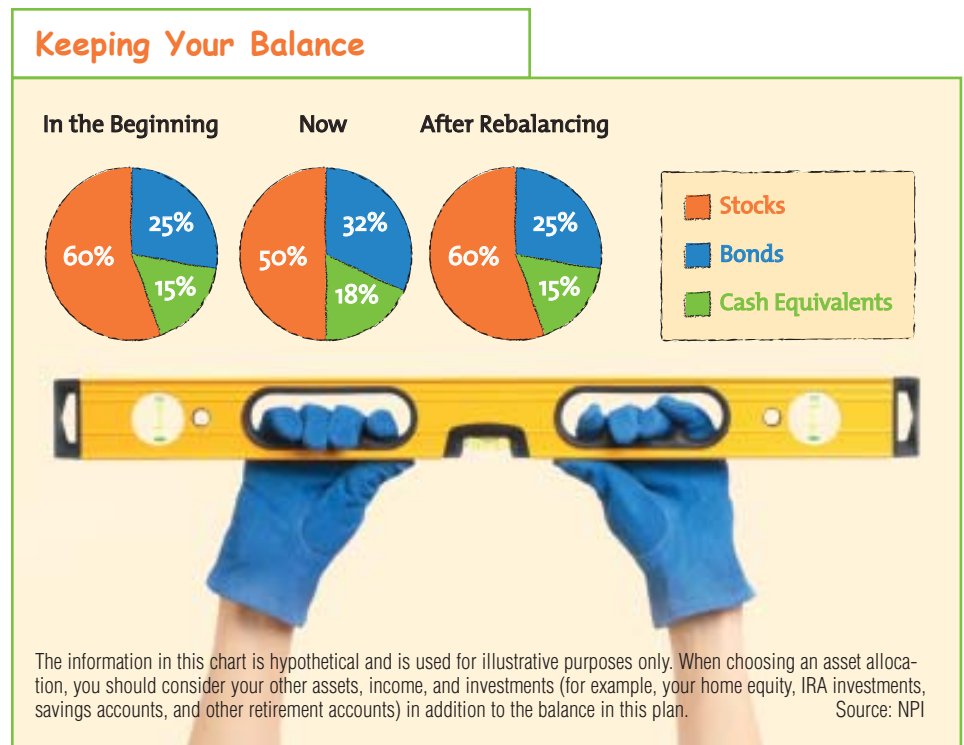 Keeping Your Balance
In the Beginning
Now
After Rebalancing
60%
25%
15%
50%
32%
18%
60%
25%
15%
Stocks
Bonds
Cash Equivalents
The information in this chart is hypothetical and is used for illustrative purposes only. When choosing an asset alloca-
tion, you should consider your other assets, income, and investments (for example, your home equity, IRA investments,
savings accounts, and other retirement accounts) in addition to the balance in this plan. Source: NPI